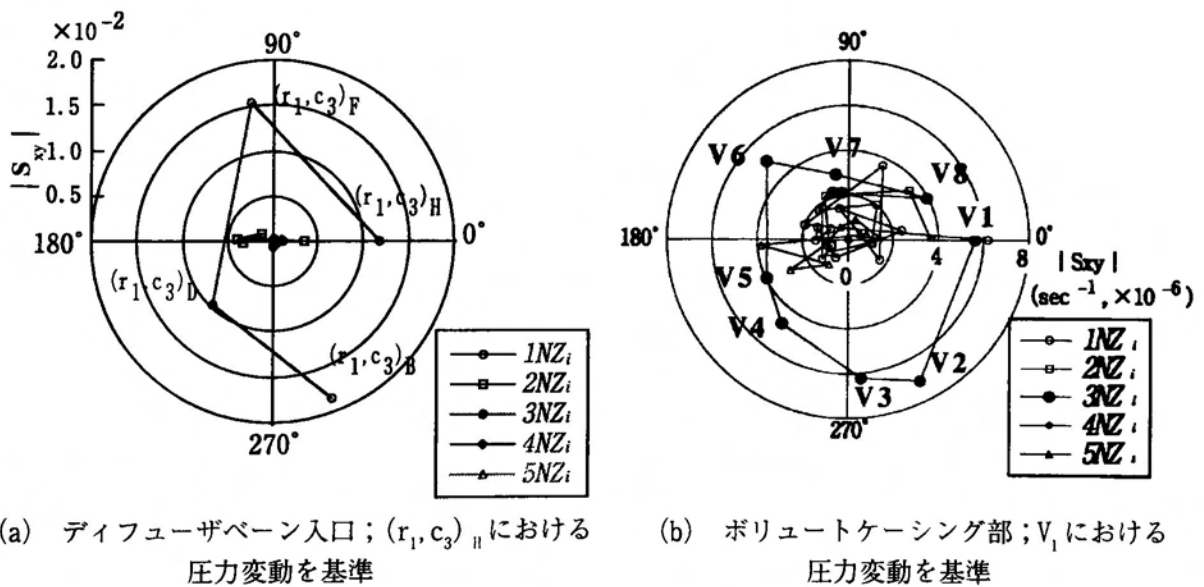 ×10⁻²
2.0
1.5
1.0
0.5
0
|Sxy|
90°
180°
0°
270°
(r₁,c₃)F
(r₁,c₃)H
(r₁,c₃)D
(r₁,c₃)B
1NZi
2NZi
3NZi
4NZi
5NZi
90°
180°
0°
270°
V1
V2
V3
V4
V5
V6
V7
V8
0
4
8
|Sxy|
(sec⁻¹,×10⁻⁶)
1NZi
2NZi
3NZi
4NZi
5NZi
(a) ディフューザベーン入口；(r₁,c₃)Hにおける
圧力変動を基準
(b) ボリュートケーシング部；V₁における
圧力変動を基準